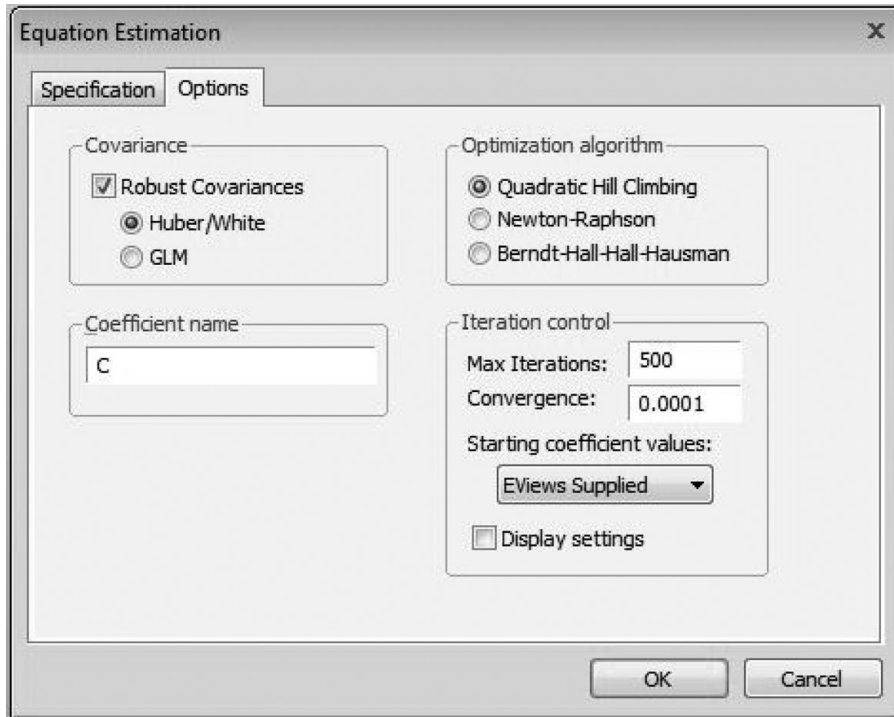 Equation Estimation
Specification
Options
Covariance
Robust Covariances
Huber/White
GLM
Coefficient name
C
Optimization algorithm
Quadratic Hill Climbing
Newton-Raphson
Berndt-Hall-Hall-Hausman
Iteration control
Max Iterations: 500
Convergence: 0.0001
Starting coefficient values:
EViews Supplied
Display settings
OK
Cancel